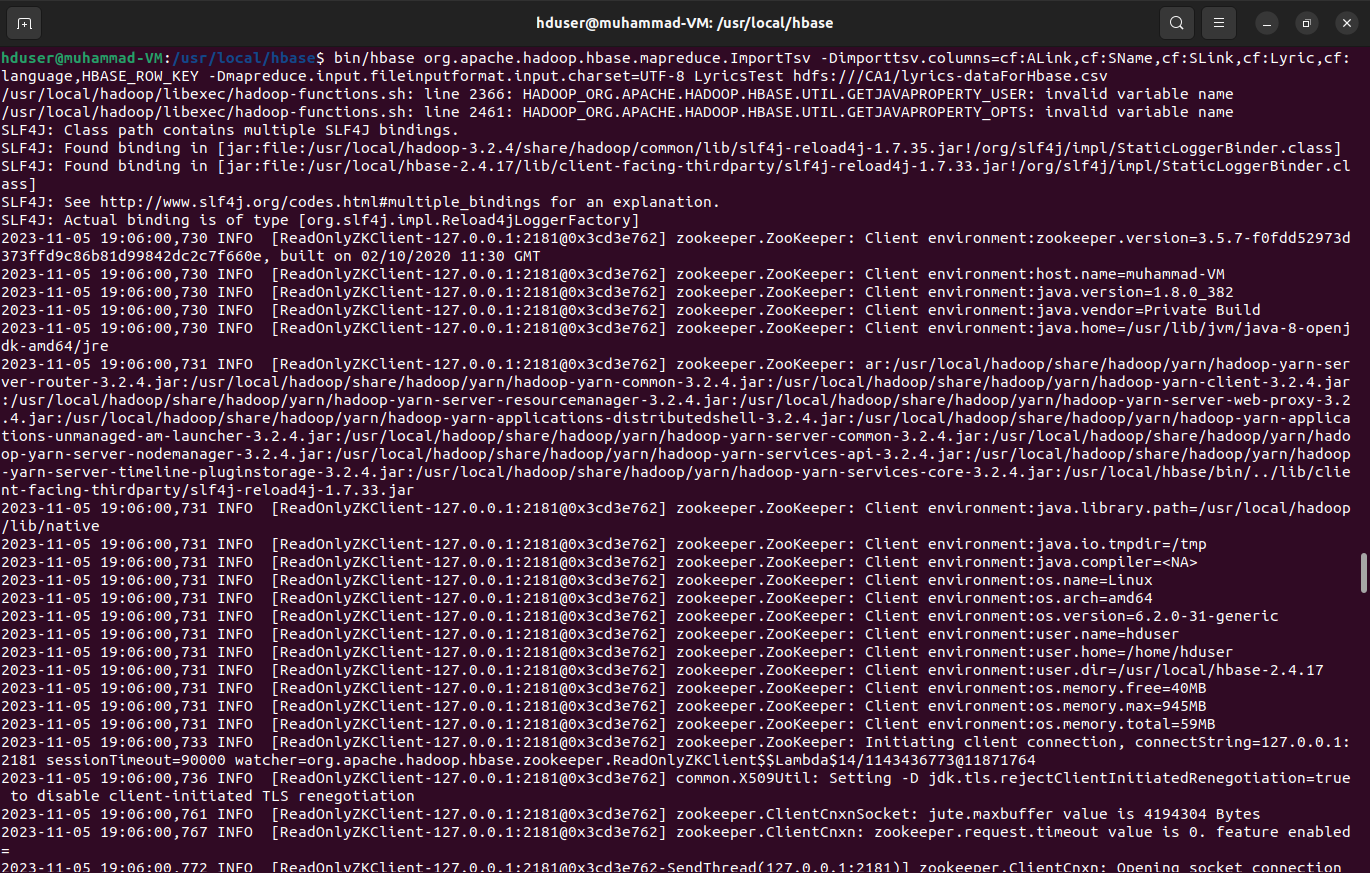 hduser@muhammad-VM: /usr/local/hbase
hduser@muhammad-VM:/usr/local/hbase$ bin/hbase org.apache.hadoop.hbase.mapreduce.ImportTsv -Dimporttsv.columns=cf:ALink,cf:SName,cf:SLink,cf:Lyric,cf:
language,HBASE_ROW_KEY -Dmapreduce.input.fileinputformat.input.charset=UTF-8 LyricsTest hdfs:///CA1/lyrics-dataForHbase.csv
/usr/local/hadoop/libexec/hadoop-functions.sh: line 2366: HADOOP_ORG.APACHE.HADOOP.HBASE.UTIL.GETJAVAPROPERTY_USER: invalid variable name
/usr/local/hadoop/libexec/hadoop-functions.sh: line 2461: HADOOP_ORG.APACHE.HADOOP.HBASE.UTIL.GETJAVAPROPERTY_OPTS: invalid variable name
SLF4J: Class path contains multiple SLF4J bindings.
SLF4J: Found binding in [jar:file:/usr/local/hadoop-3.2.4/share/hadoop/common/lib/slf4j-reload4j-1.7.35.jar!/org/slf4j/impl/StaticLoggerBinder.class]
SLF4J: Found binding in [jar:file:/usr/local/hbase-2.4.17/lib/client-facing-thirdparty/slf4j-reload4j-1.7.33.jar!/org/slf4j/impl/StaticLoggerBinder.cl
ass]
SLF4J: See http://www.slf4j.org/codes.html#multiple_bindings for an explanation.
SLF4J: Actual binding is of type [org.slf4j.impl.Reload4jLoggerFactory]
2023-11-05 19:06:00,730 INFO  [ReadOnlyZKClient-127.0.0.1:2181@0x3cd3e762] zookeeper.ZooKeeper: Client environment:zookeeper.version=3.5.7-f0fdd52973d
373ffd9c86b81d99842dc2c7f660e, built on 02/10/2020 11:30 GMT
2023-11-05 19:06:00,730 INFO  [ReadOnlyZKClient-127.0.0.1:2181@0x3cd3e762] zookeeper.ZooKeeper: Client environment:host.name=muhammad-VM
2023-11-05 19:06:00,730 INFO  [ReadOnlyZKClient-127.0.0.1:2181@0x3cd3e762] zookeeper.ZooKeeper: Client environment:java.version=1.8.0_382
2023-11-05 19:06:00,730 INFO  [ReadOnlyZKClient-127.0.0.1:2181@0x3cd3e762] zookeeper.ZooKeeper: Client environment:java.vendor=Private Build
2023-11-05 19:06:00,730 INFO  [ReadOnlyZKClient-127.0.0.1:2181@0x3cd3e762] zookeeper.ZooKeeper: Client environment:java.home=/usr/lib/jvm/java-8-openj
dk-amd64/jre
2023-11-05 19:06:00,731 INFO  [ReadOnlyZKClient-127.0.0.1:2181@0x3cd3e762] zookeeper.ZooKeeper: ar:/usr/local/hadoop/share/hadoop/yarn/hadoop-yarn-ser
ver-router-3.2.4.jar:/usr/local/hadoop/share/hadoop/yarn/hadoop-yarn-common-3.2.4.jar:/usr/local/hadoop/share/hadoop/yarn/hadoop-yarn-client-3.2.4.jar
:/usr/local/hadoop/share/hadoop/yarn/hadoop-yarn-server-resourcemanager-3.2.4.jar:/usr/local/hadoop/share/hadoop/yarn/hadoop-yarn-server-web-proxy-3.2
.4.jar:/usr/local/hadoop/share/hadoop/yarn/hadoop-yarn-applications-distributedshell-3.2.4.jar:/usr/local/hadoop/share/hadoop/yarn/hadoop-yarn-applica
tions-unmanaged-am-launcher-3.2.4.jar:/usr/local/hadoop/share/hadoop/yarn/hadoop-yarn-server-common-3.2.4.jar:/usr/local/hadoop/share/hadoop/yarn/hado
op-yarn-server-nodemanager-3.2.4.jar:/usr/local/hadoop/share/hadoop/yarn/hadoop-yarn-services-api-3.2.4.jar:/usr/local/hadoop/share/hadoop/yarn/hadoop
-yarn-server-timeline-pluginstorage-3.2.4.jar:/usr/local/hadoop/share/hadoop/yarn/hadoop-yarn-services-core-3.2.4.jar:/usr/local/hbase/bin/../lib/clie
nt-facing-thirdparty/slf4j-reload4j-1.7.33.jar
2023-11-05 19:06:00,731 INFO  [ReadOnlyZKClient-127.0.0.1:2181@0x3cd3e762] zookeeper.ZooKeeper: Client environment:java.library.path=/usr/local/hadoop
/lib/native
2023-11-05 19:06:00,731 INFO  [ReadOnlyZKClient-127.0.0.1:2181@0x3cd3e762] zookeeper.ZooKeeper: Client environment:java.io.tmpdir=/tmp
2023-11-05 19:06:00,731 INFO  [ReadOnlyZKClient-127.0.0.1:2181@0x3cd3e762] zookeeper.ZooKeeper: Client environment:java.compiler=<NA>
2023-11-05 19:06:00,731 INFO  [ReadOnlyZKClient-127.0.0.1:2181@0x3cd3e762] zookeeper.ZooKeeper: Client environment:os.name=Linux
2023-11-05 19:06:00,731 INFO  [ReadOnlyZKClient-127.0.0.1:2181@0x3cd3e762] zookeeper.ZooKeeper: Client environment:os.arch=amd64
2023-11-05 19:06:00,731 INFO  [ReadOnlyZKClient-127.0.0.1:2181@0x3cd3e762] zookeeper.ZooKeeper: Client environment:os.version=6.2.0-31-generic
2023-11-05 19:06:00,731 INFO  [ReadOnlyZKClient-127.0.0.1:2181@0x3cd3e762] zookeeper.ZooKeeper: Client environment:user.name=hduser
2023-11-05 19:06:00,731 INFO  [ReadOnlyZKClient-127.0.0.1:2181@0x3cd3e762] zookeeper.ZooKeeper: Client environment:user.home=/home/hduser
2023-11-05 19:06:00,731 INFO  [ReadOnlyZKClient-127.0.0.1:2181@0x3cd3e762] zookeeper.ZooKeeper: Client environment:user.dir=/usr/local/hbase-2.4.17
2023-11-05 19:06:00,731 INFO  [ReadOnlyZKClient-127.0.0.1:2181@0x3cd3e762] zookeeper.ZooKeeper: Client environment:os.memory.free=40MB
2023-11-05 19:06:00,731 INFO  [ReadOnlyZKClient-127.0.0.1:2181@0x3cd3e762] zookeeper.ZooKeeper: Client environment:os.memory.max=945MB
2023-11-05 19:06:00,731 INFO  [ReadOnlyZKClient-127.0.0.1:2181@0x3cd3e762] zookeeper.ZooKeeper: Client environment:os.memory.total=59MB
2023-11-05 19:06:00,733 INFO  [ReadOnlyZKClient-127.0.0.1:2181@0x3cd3e762] zookeeper.ZooKeeper: Initiating client connection, connectString=127.0.0.1:
2181 sessionTimeout=90000 watcher=org.apache.hadoop.hbase.zookeeper.ReadOnlyZKClient$$Lambda$14/1143436773@11871764
2023-11-05 19:06:00,736 INFO  [ReadOnlyZKClient-127.0.0.1:2181@0x3cd3e762] common.X509Util: Setting -D jdk.tls.rejectClientInitiatedRenegotiation=true
 to disable client-initiated TLS renegotiation
2023-11-05 19:06:00,761 INFO  [ReadOnlyZKClient-127.0.0.1:2181@0x3cd3e762] zookeeper.ClientCnxnSocket: jute.maxbuffer value is 4194304 Bytes
2023-11-05 19:06:00,767 INFO  [ReadOnlyZKClient-127.0.0.1:2181@0x3cd3e762] zookeeper.ClientCnxn: zookeeper.request.timeout value is 0. feature enabled
=
2023-11-05 19:06:00,772 INFO  [ReadOnlyZKClient-127.0.0.1:2181@0x3cd3e762-SendThread(127.0.0.1:2181)] zookeeper.ClientCnxn: Opening socket connection